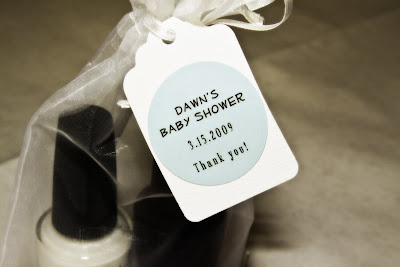 DAWN'S
BABY SHOWER
3.15.2009
Thank you!